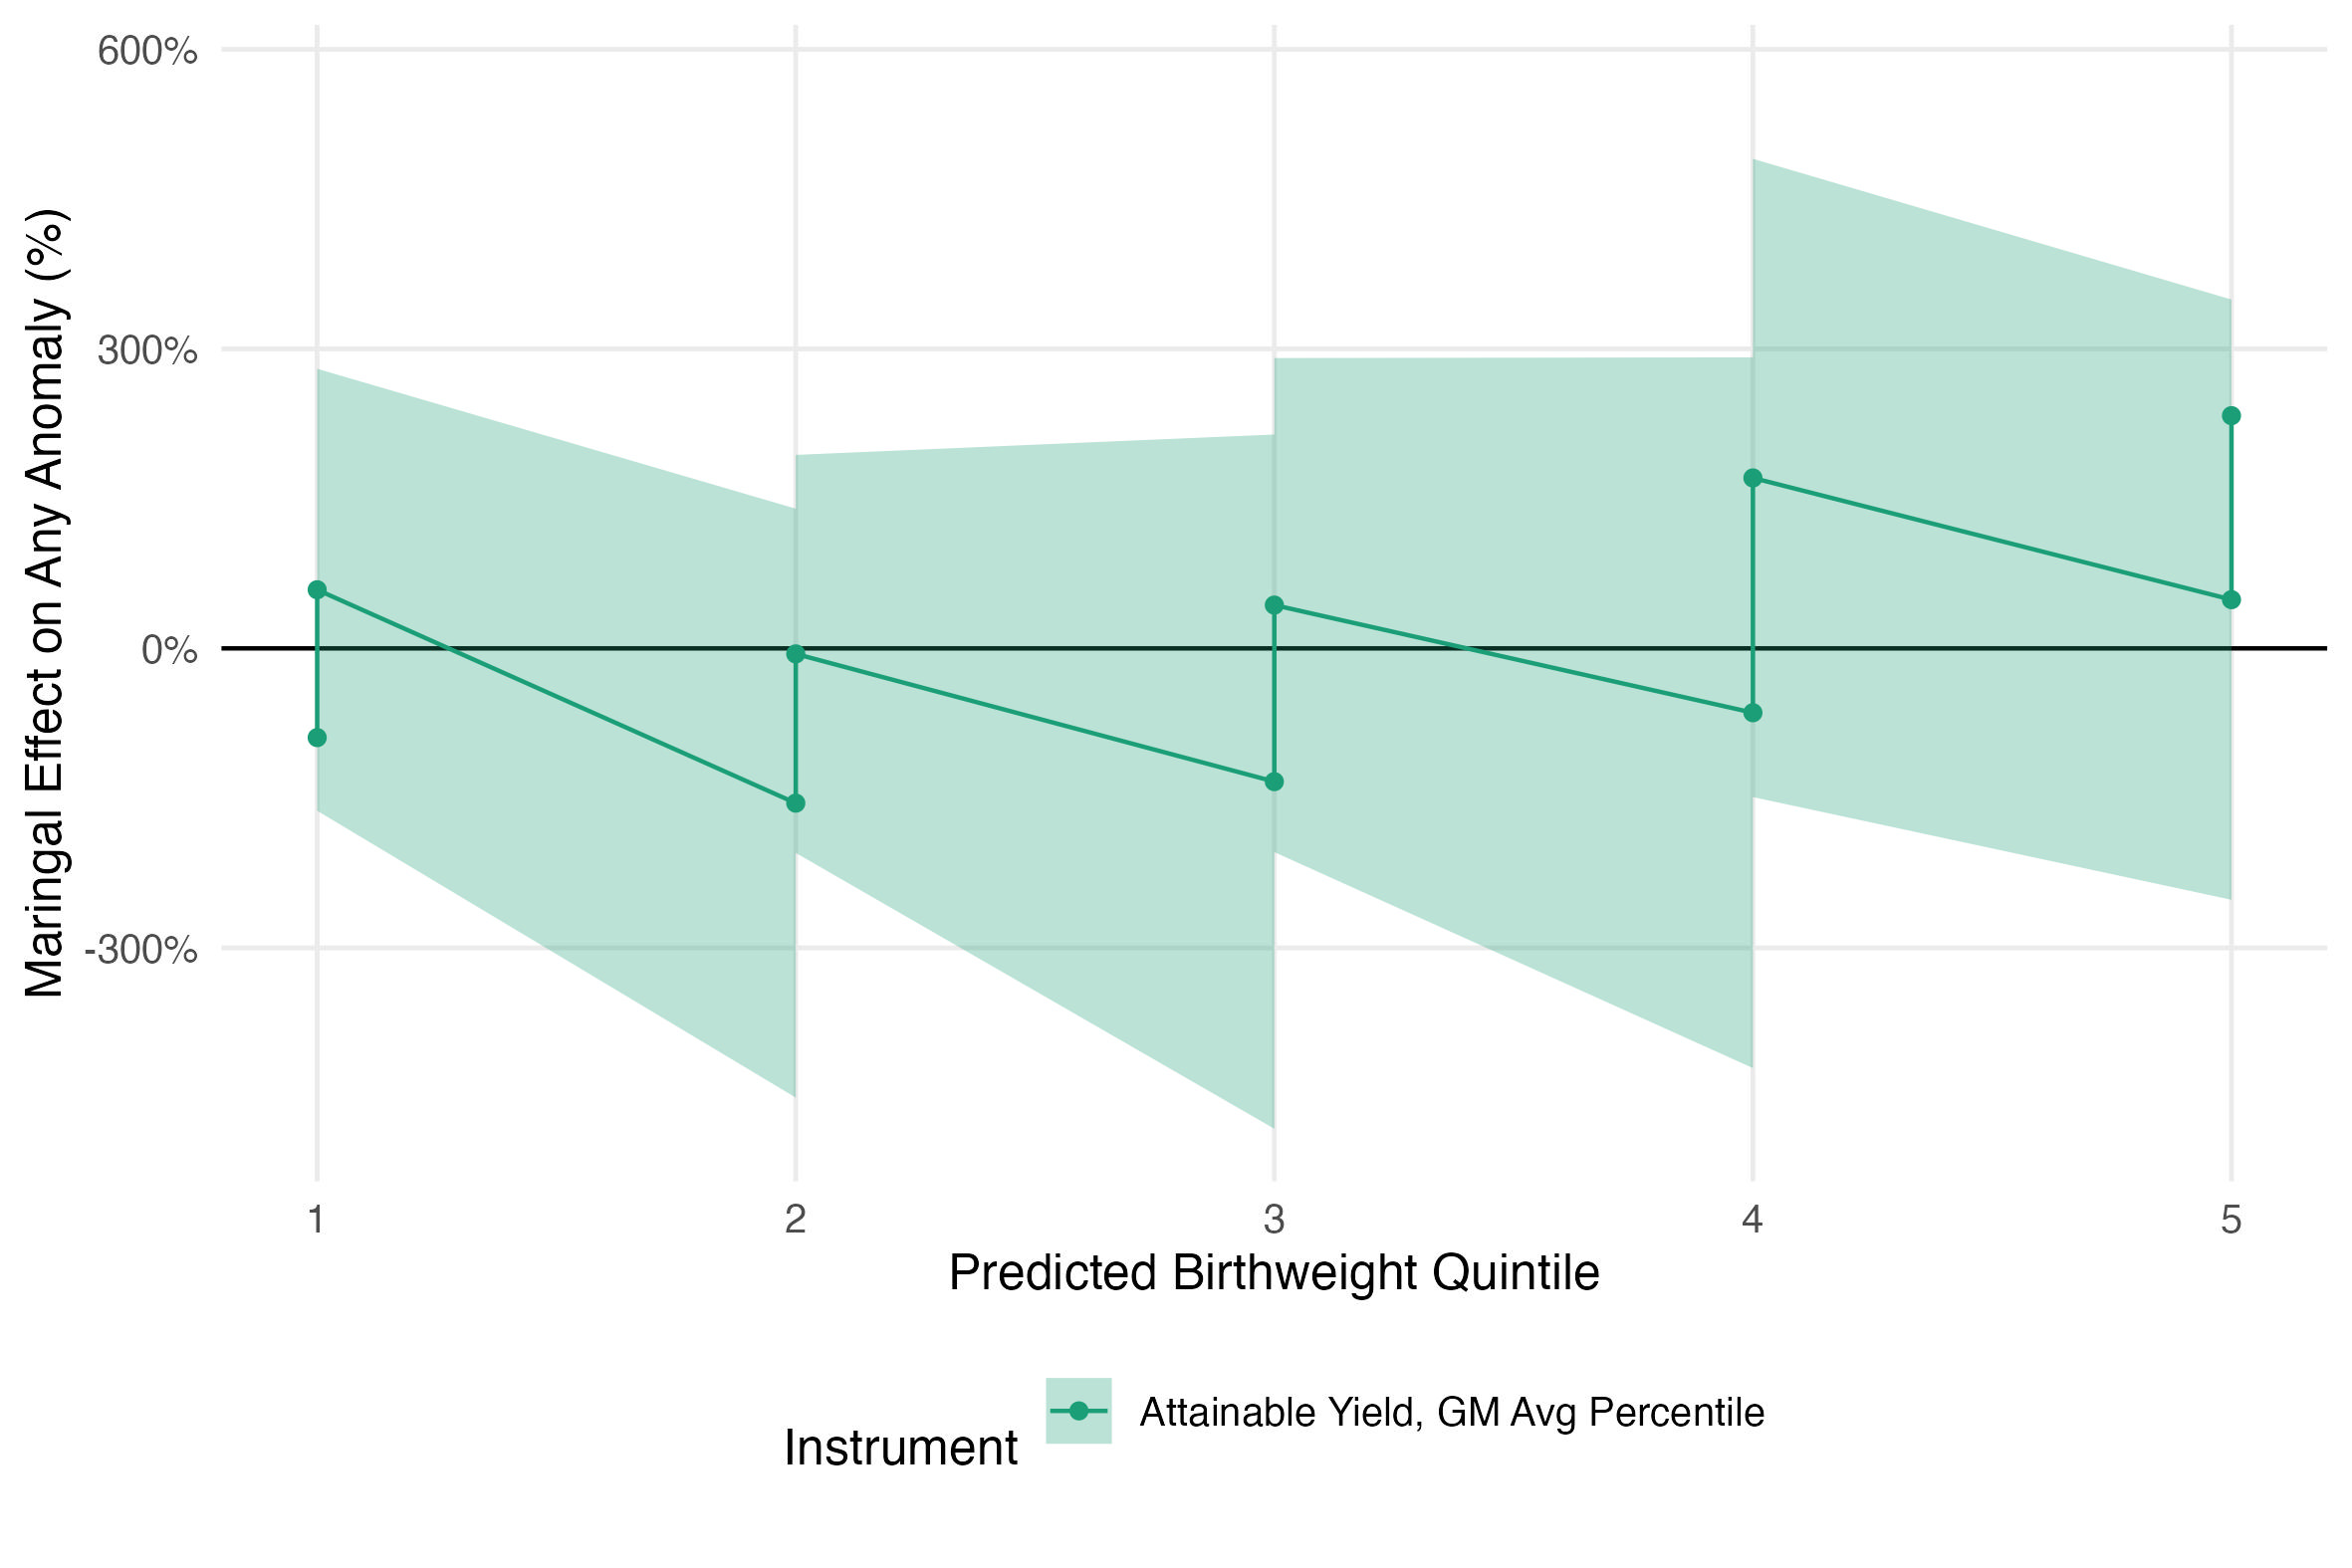 Maringal Effect on Any Anomaly (%)
600%
300%
0%
-300%
1 2 3 4 5
Predicted Birthweight Quintile
Instrument
Attainable Yield, GM Avg Percentile